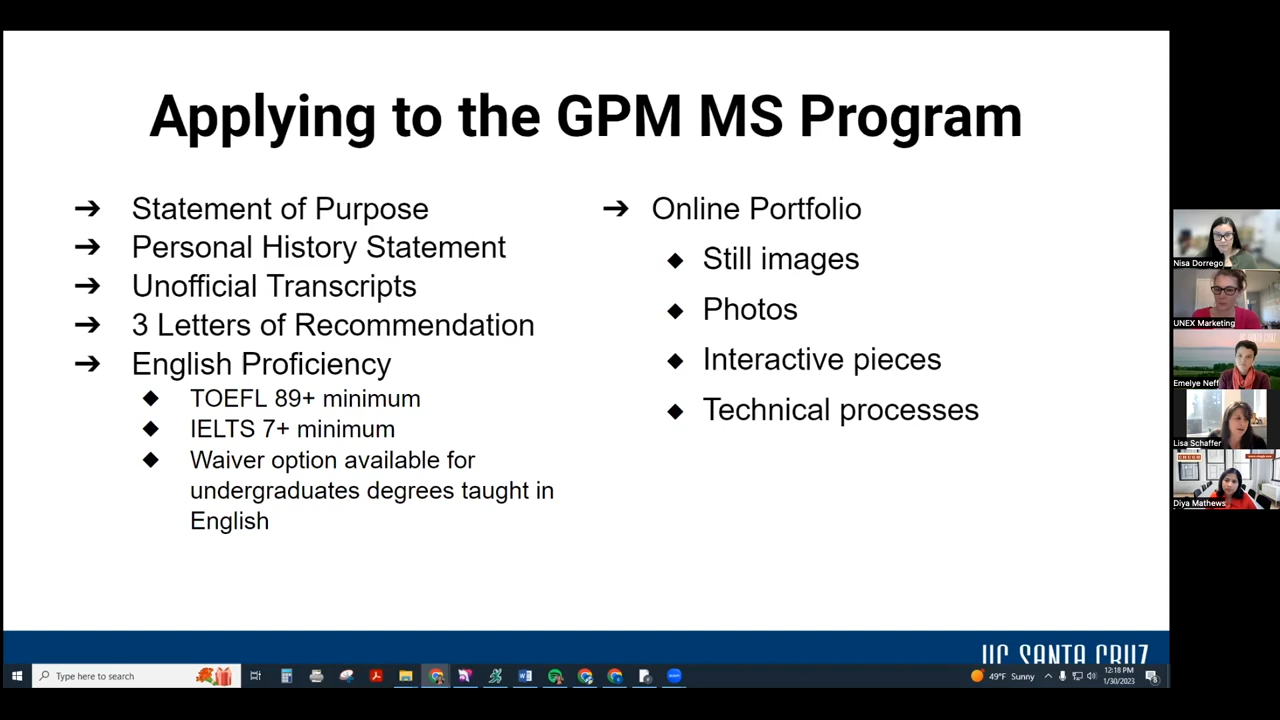 Applying to the GPM MS Program
➔ Statement of Purpose
➔ Personal History Statement
➔ Unofficial Transcripts
➔ 3 Letters of Recommendation
➔ English Proficiency
◆ TOEFL 89+ minimum
◆ IELTS 7+ minimum
◆ Waiver option available for
undergraduates degrees taught in
English
➔ Online Portfolio
◆ Still images
◆ Photos
◆ Interactive pieces
◆ Technical processes
UC SANTA CRUZ
Nisa Dorrego
UNEX Marketing
Emelye Neff
Lisa Schaffer
Diya Mathews
Type here to search
49°F Sunny
12:18 PM
1/30/2023